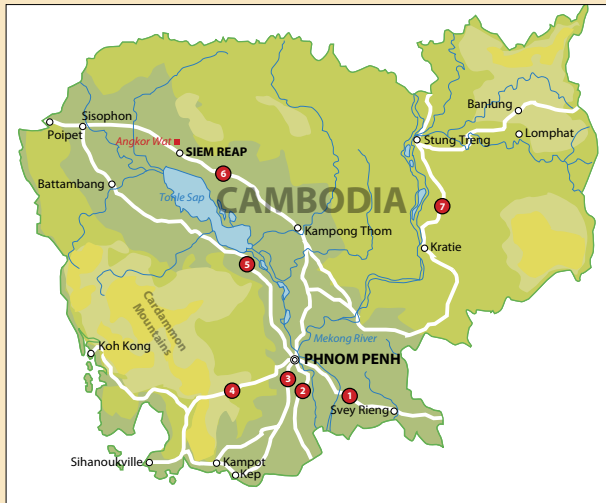 Banlung
Sisophon
Poipet
Angkor Wat
SIEM REAP
Stung Treng
Lomphat
6
Battambang
Tonle Sap
CAMBODIA
7
Kampong Thom
Kratie
5
Cardammon
Mountains
Mekong River
Koh Kong
PHNOM PENH
3
4
2
1
Svey Rieng
Sihanoukville
Kampot
Kep